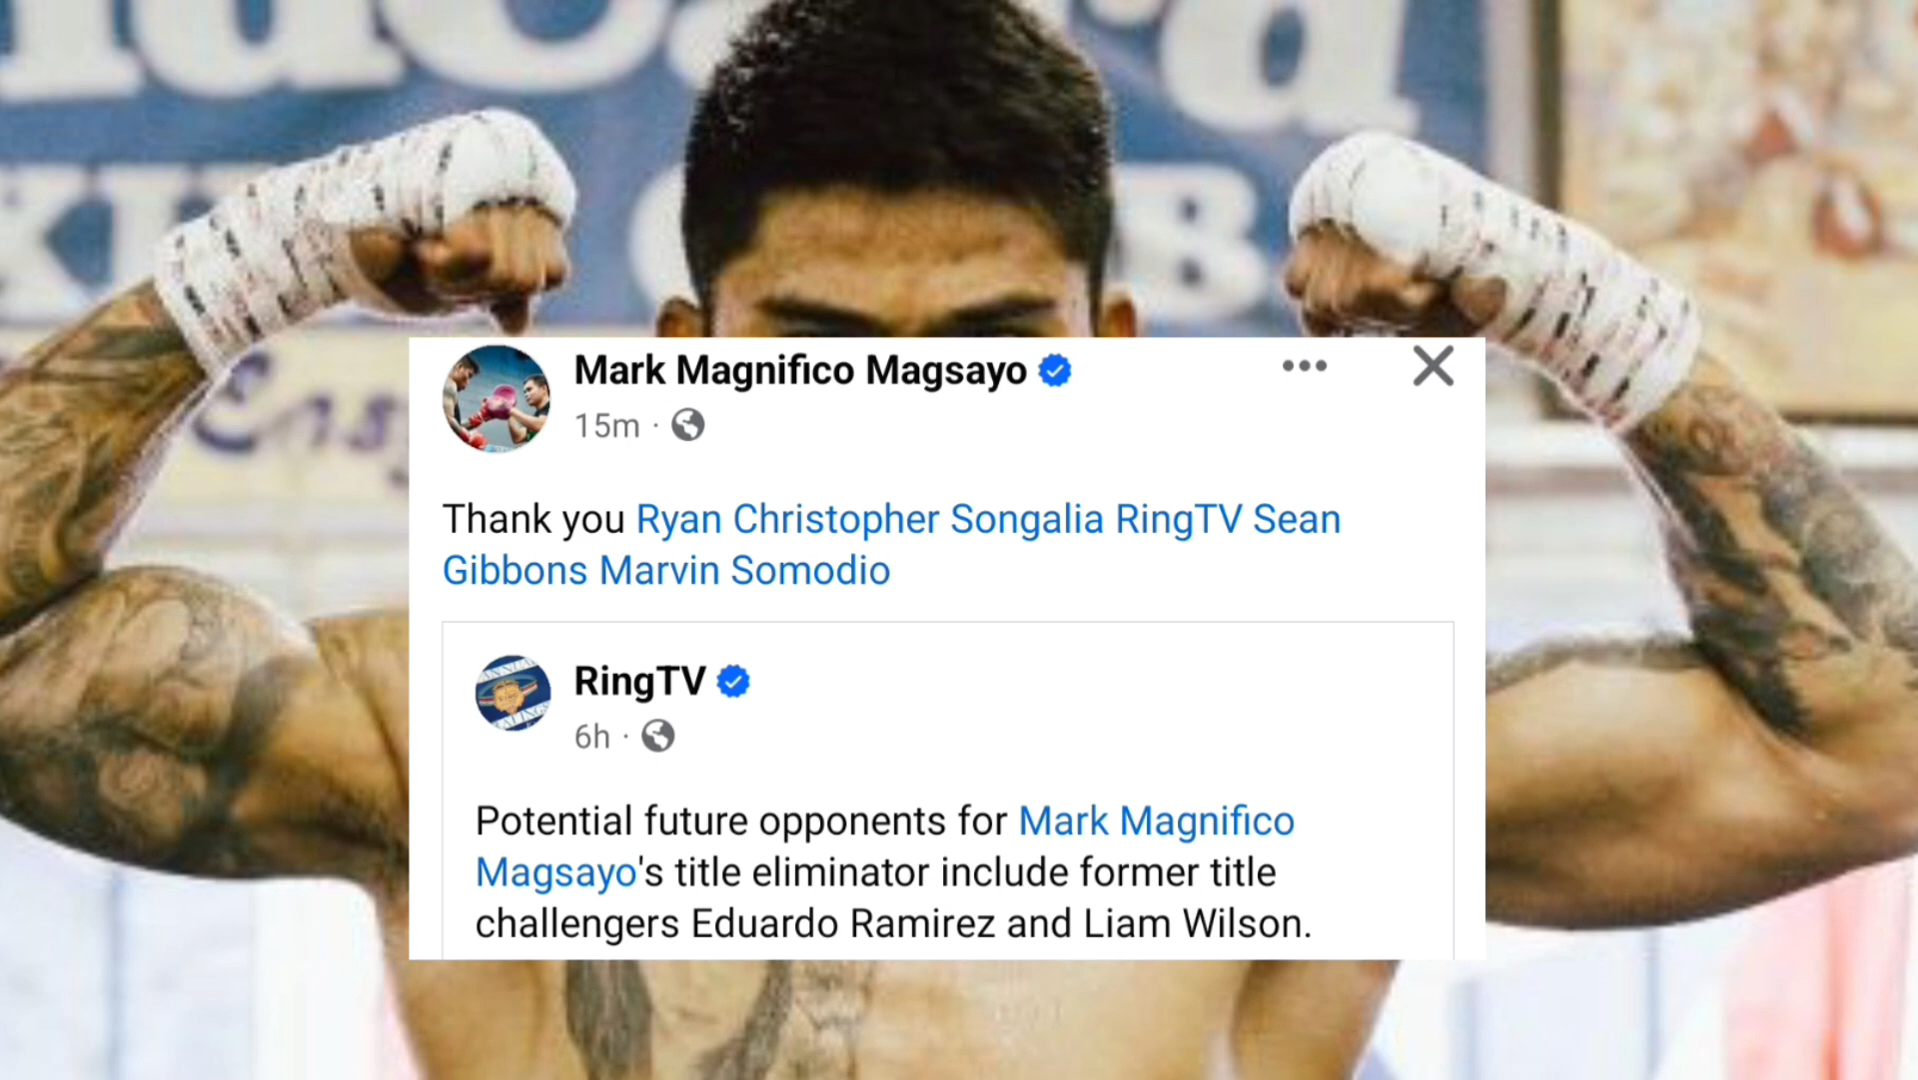 Mark Magnifico Magsayo
15m ·
Thank you Ryan Christopher Songalia RingTV Sean
Gibbons Marvin Somodio
RingTV
6h ·
Potential future opponents for Mark Magnifico
Magsayo's title eliminator include former title
challengers Eduardo Ramirez and Liam Wilson.